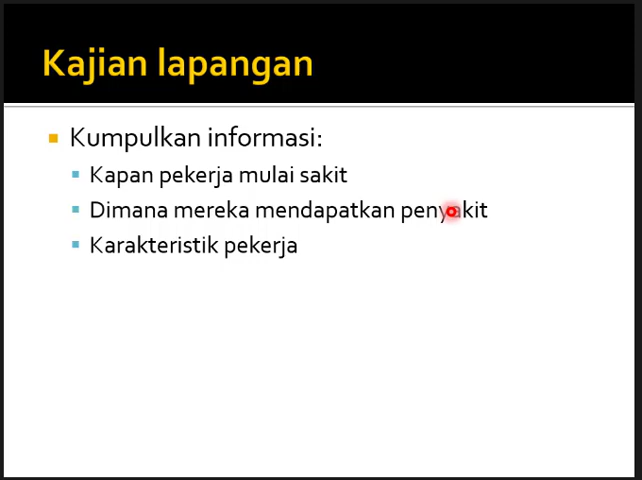 Kajian lapangan
Kumpulkan informasi:
Kapan pekerja mulai sakit
Dimana mereka mendapatkan penyakit
Karakteristik pekerja